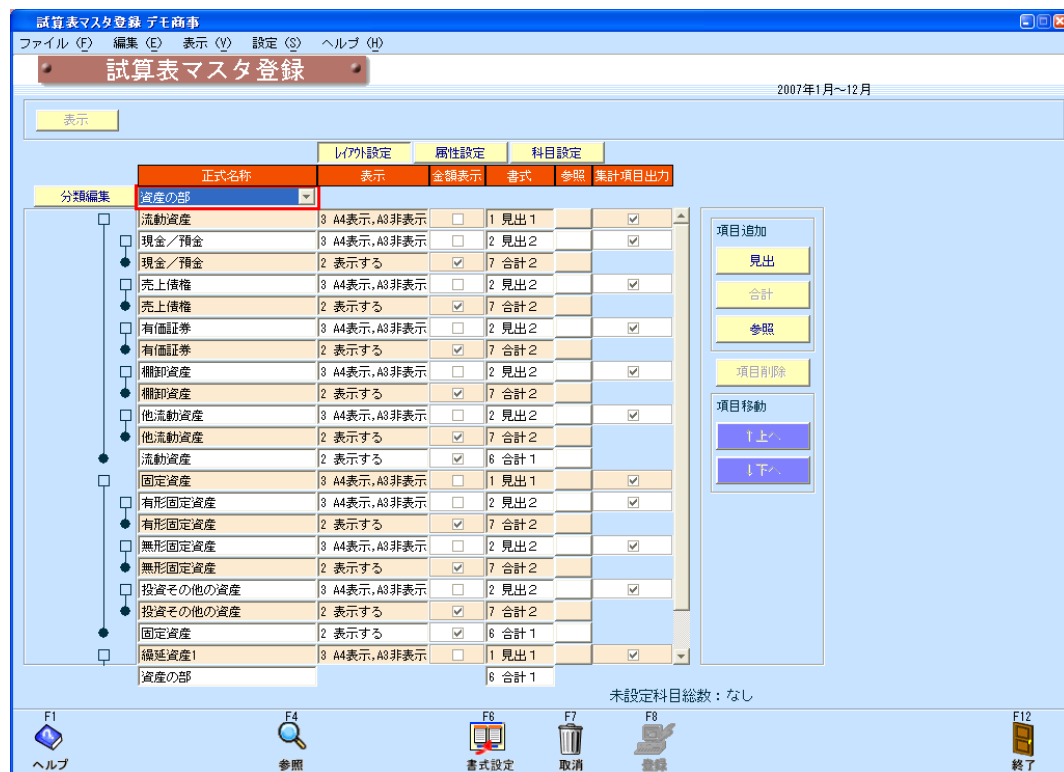 試算表マスタ登録 デモ商事
ファイル (F) 編集 (E) 表示 (V) 設定 (S) ヘルプ (H)
試算表マスタ登録
2007年1月～12月
表示
ﾚｲｱｳﾄ設定 属性設定 科目設定
正式名称 表示 金額表示 書式 参照 集計項目出力
分類編集 資産の部
流動資産 3 A4表示,A3非表示 1 見出1
現金／預金 3 A4表示,A3非表示 2 見出2
現金／預金 2 表示する 7 合計2
売上債権 3 A4表示,A3非表示 2 見出2
売上債権 2 表示する 7 合計2
有価証券 3 A4表示,A3非表示 2 見出2
有価証券 2 表示する 7 合計2
棚卸資産 3 A4表示,A3非表示 2 見出2
棚卸資産 2 表示する 7 合計2
他流動資産 3 A4表示,A3非表示 2 見出2
他流動資産 2 表示する 7 合計2
流動資産 2 表示する 6 合計1
固定資産 3 A4表示,A3非表示 1 見出1
有形固定資産 3 A4表示,A3非表示 2 見出2
有形固定資産 2 表示する 7 合計2
無形固定資産 3 A4表示,A3非表示 2 見出2
無形固定資産 2 表示する 7 合計2
投資その他の資産 3 A4表示,A3非表示 2 見出2
投資その他の資産 2 表示する 7 合計2
固定資産 2 表示する 6 合計1
繰延資産1 3 A4表示,A3非表示 1 見出1
資産の部 6 合計1
項目追加
見出
合計
参照
項目削除
項目移動
↑上へ
↓下へ
未設定科目総数：なし
F1 F4 F6 F7 F8 F12
ヘルプ 参照 書式設定 取消 登録 終了